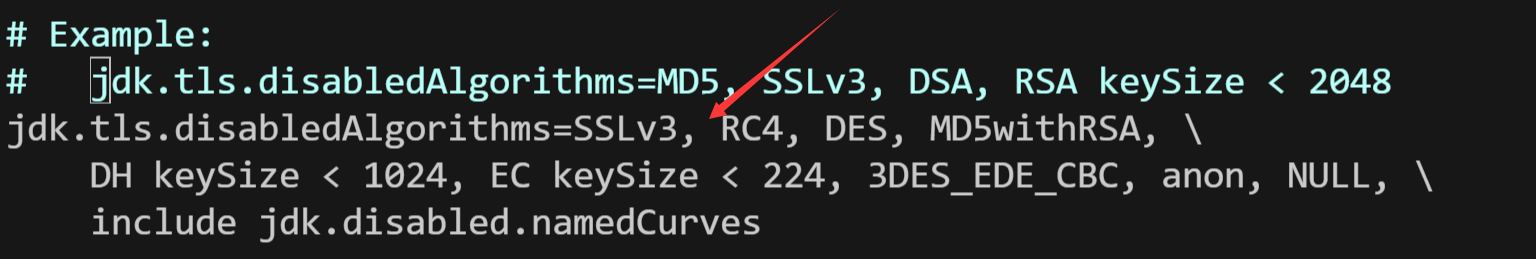 # Example:
#   jdk.tls.disabledAlgorithms=MD5, SSLv3, DSA, RSA keySize < 2048
jdk.tls.disabledAlgorithms=SSLv3, RC4, DES, MD5withRSA, \
    DH keySize < 1024, EC keySize < 224, 3DES_EDE_CBC, anon, NULL, \
    include jdk.disabled.namedCurves